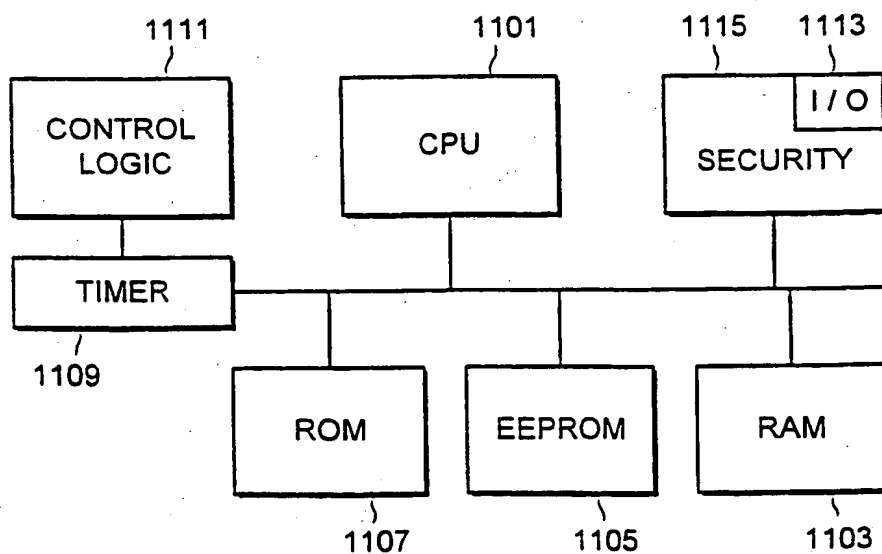 1111 1101 1115 1113
CONTROL
LOGIC
CPU
I / O
SECURITY
TIMER
1109
ROM
EEPROM
RAM
1107 1105 1103